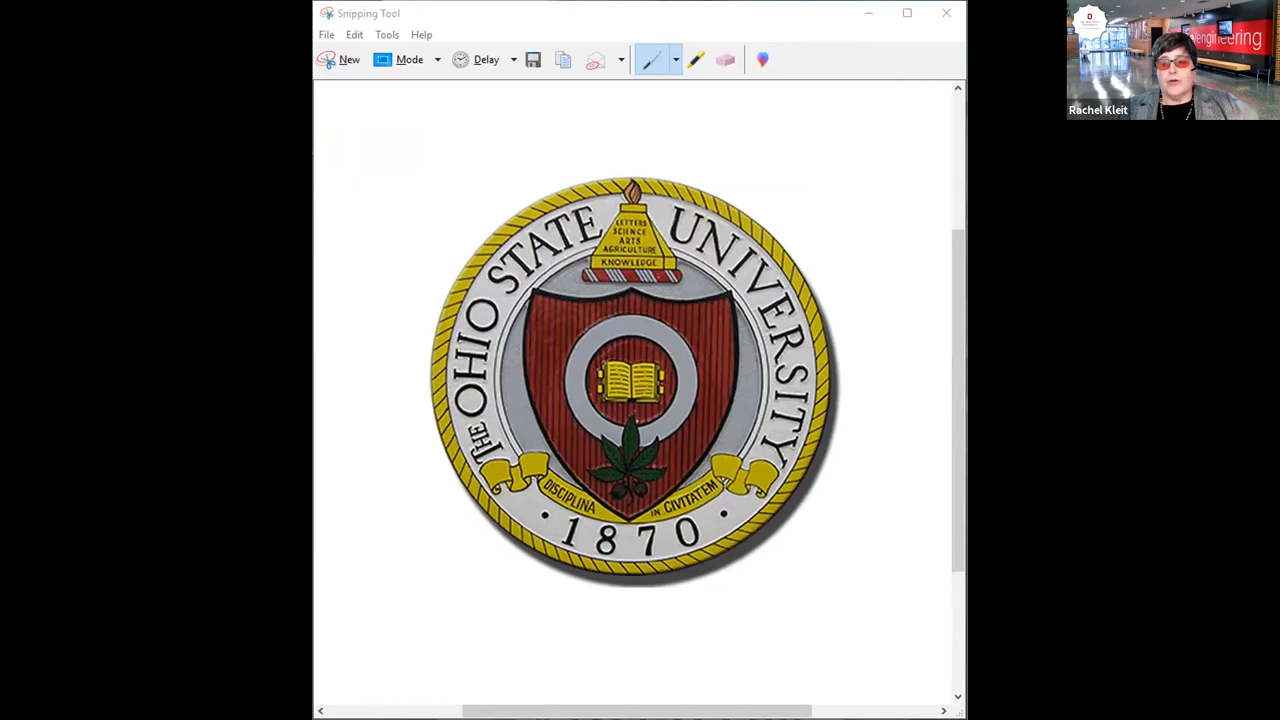 Snipping Tool
File Edit Tools Help
New Mode Delay
THE OHIO STATE UNIVERSITY
LETTERS
SCIENCE
ARTS
AGRICULTURE
KNOWLEDGE
DISCIPLINA IN CIVITATEM
· 1870 ·
elengineering
Rachel Kleit